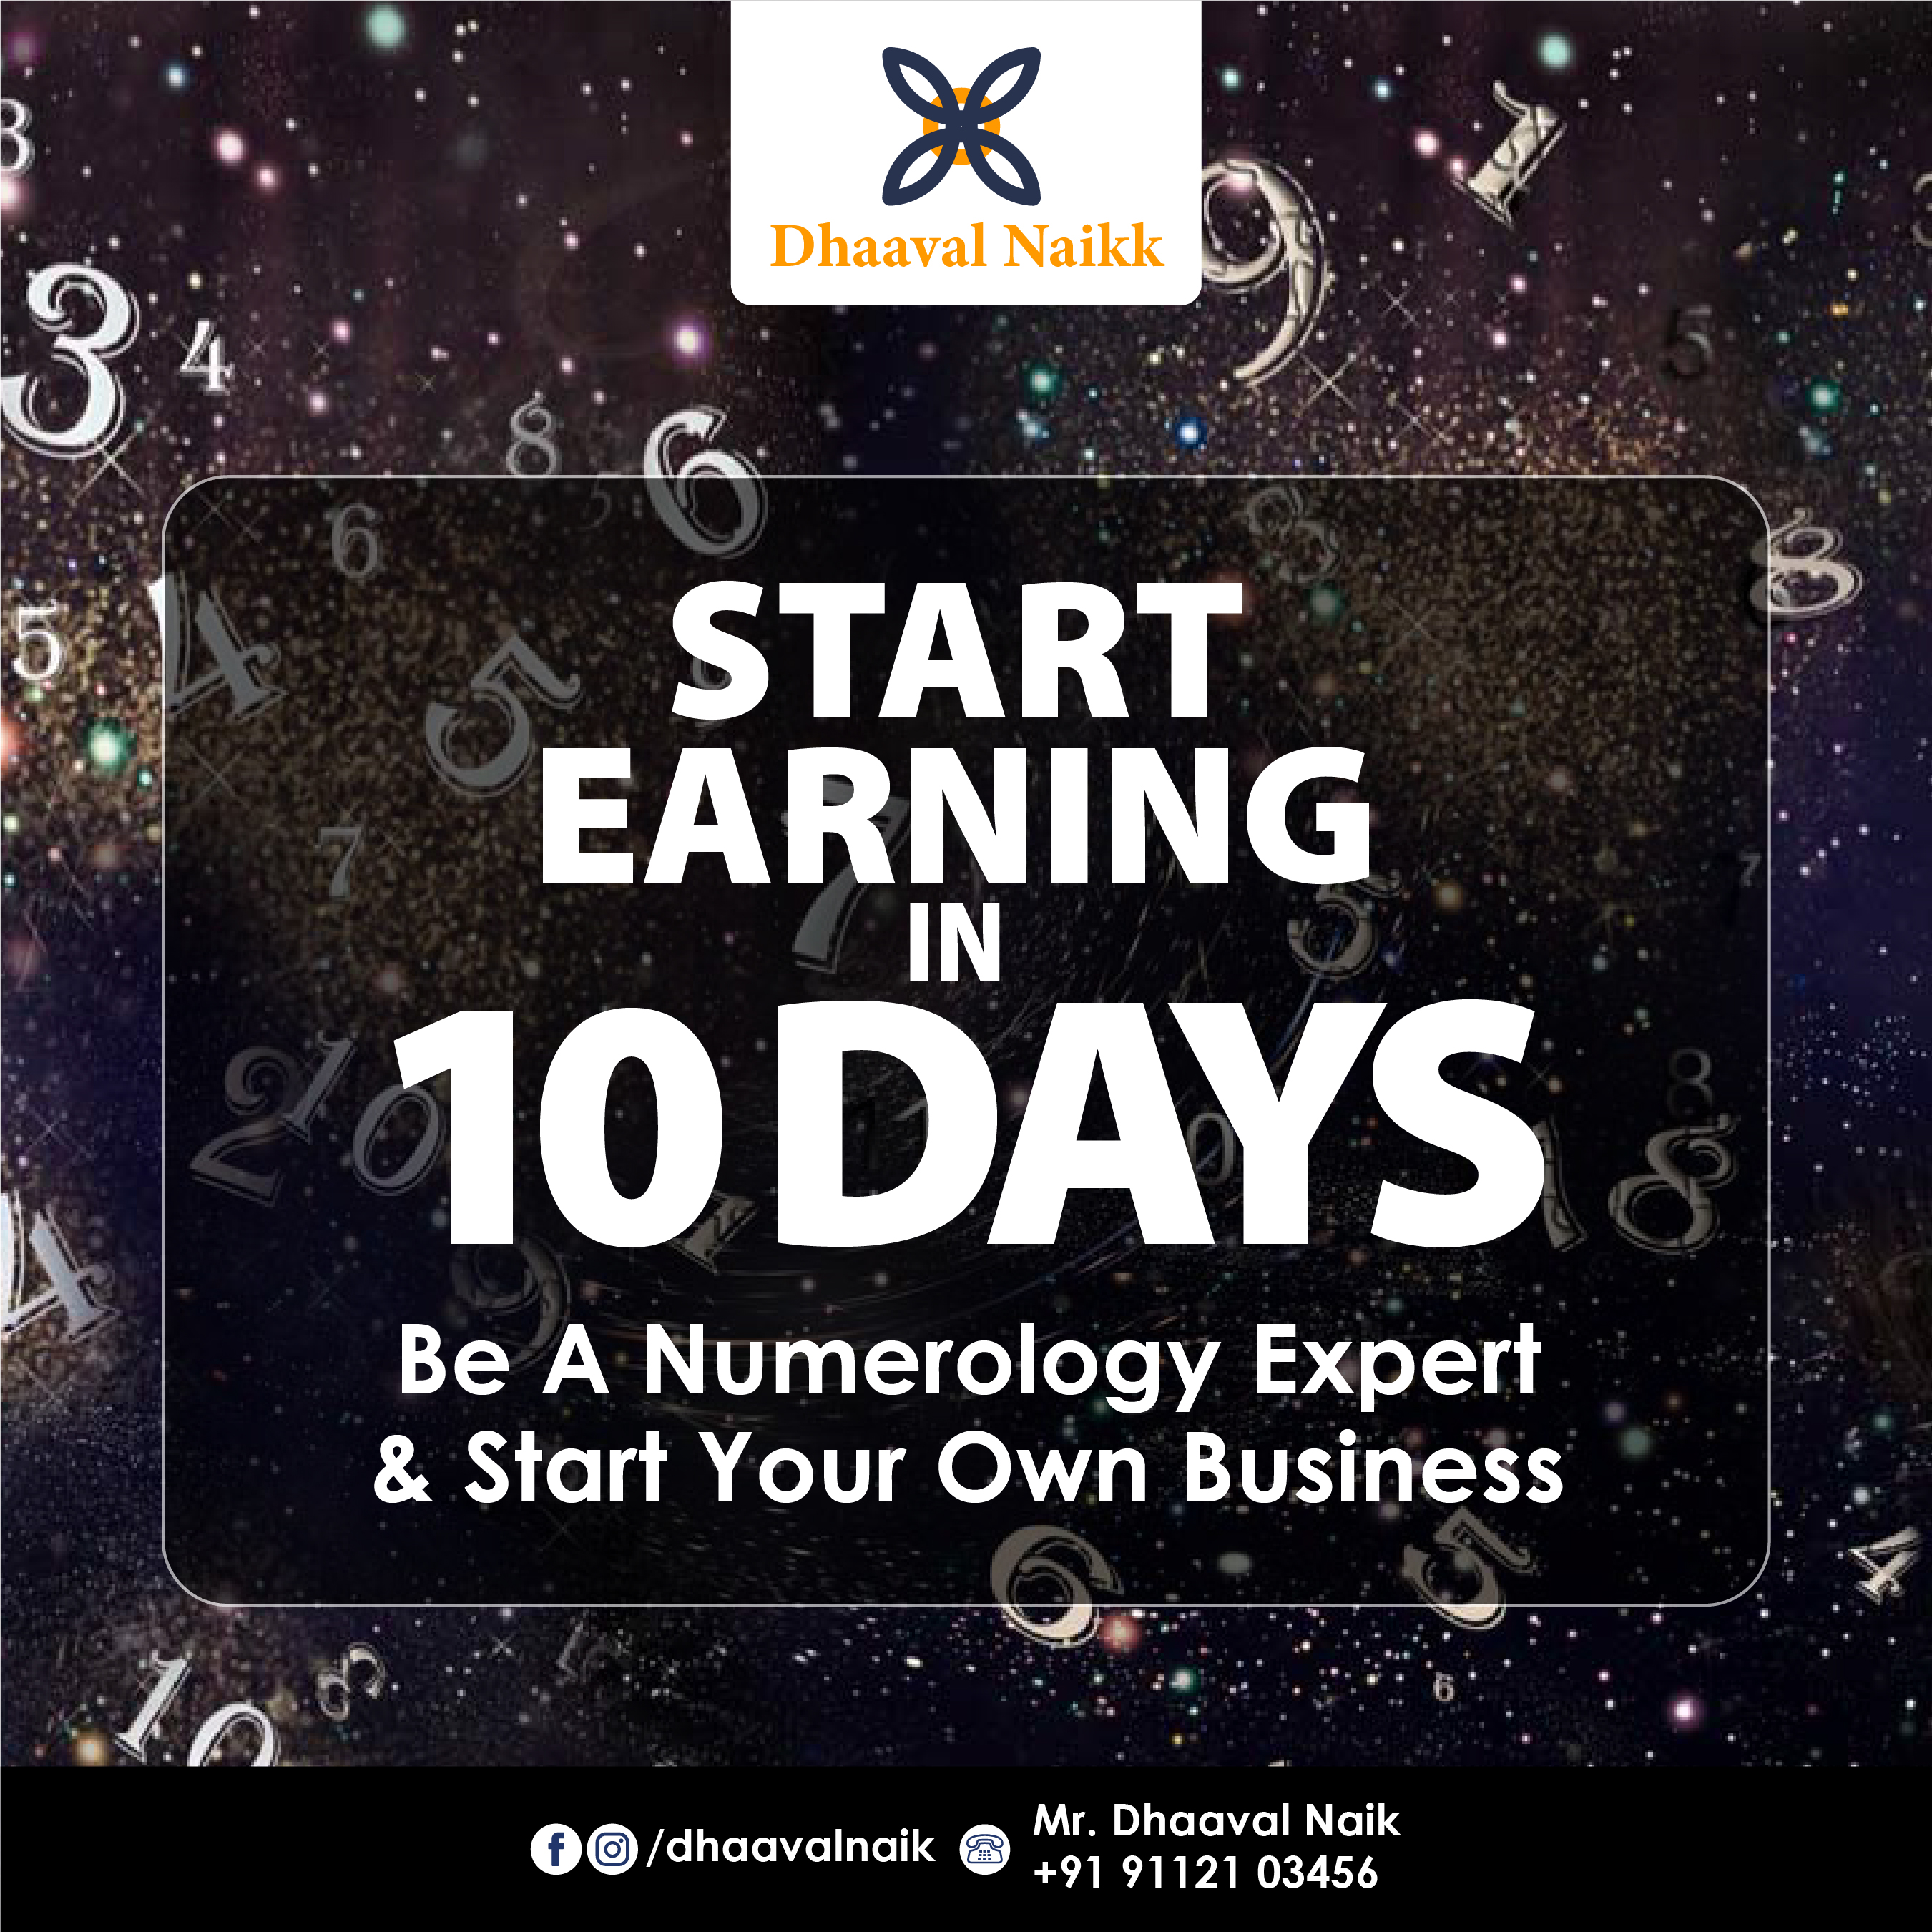 Dhaaval Naikk
START
EARNING
IN
10 DAYS
Be A Numerology Expert
& Start Your Own Business
/dhaavalnaik
Mr. Dhaaval Naik
+91 91121 03456